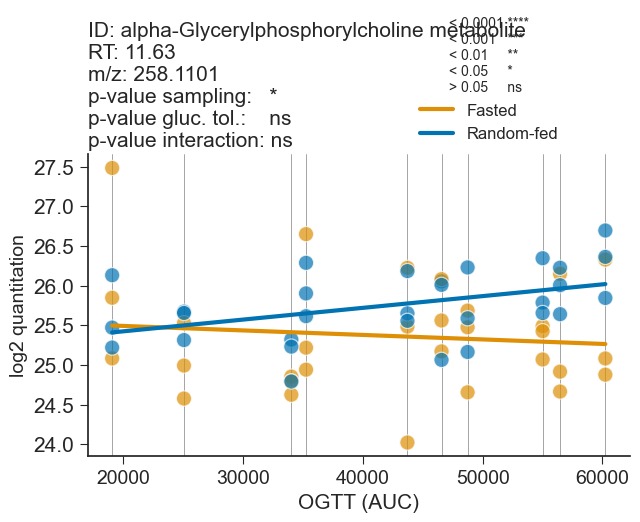 < 0.0001 ****
ID: alpha-Glycerylphosphorylcholine metabolite
< 0.001 ***
RT: 11.63
< 0.01 **
m/z: 258.1101
< 0.05 *
> 0.05 ns
p-value sampling: *
Fasted
p-value gluc. tol.: ns
Random-fed
p-value interaction: ns
27.5
27.0
26.5
26.0
25.5
25.0
24.5
24.0
log2 quantitation
20000 30000 40000 50000 60000
OGTT (AUC)